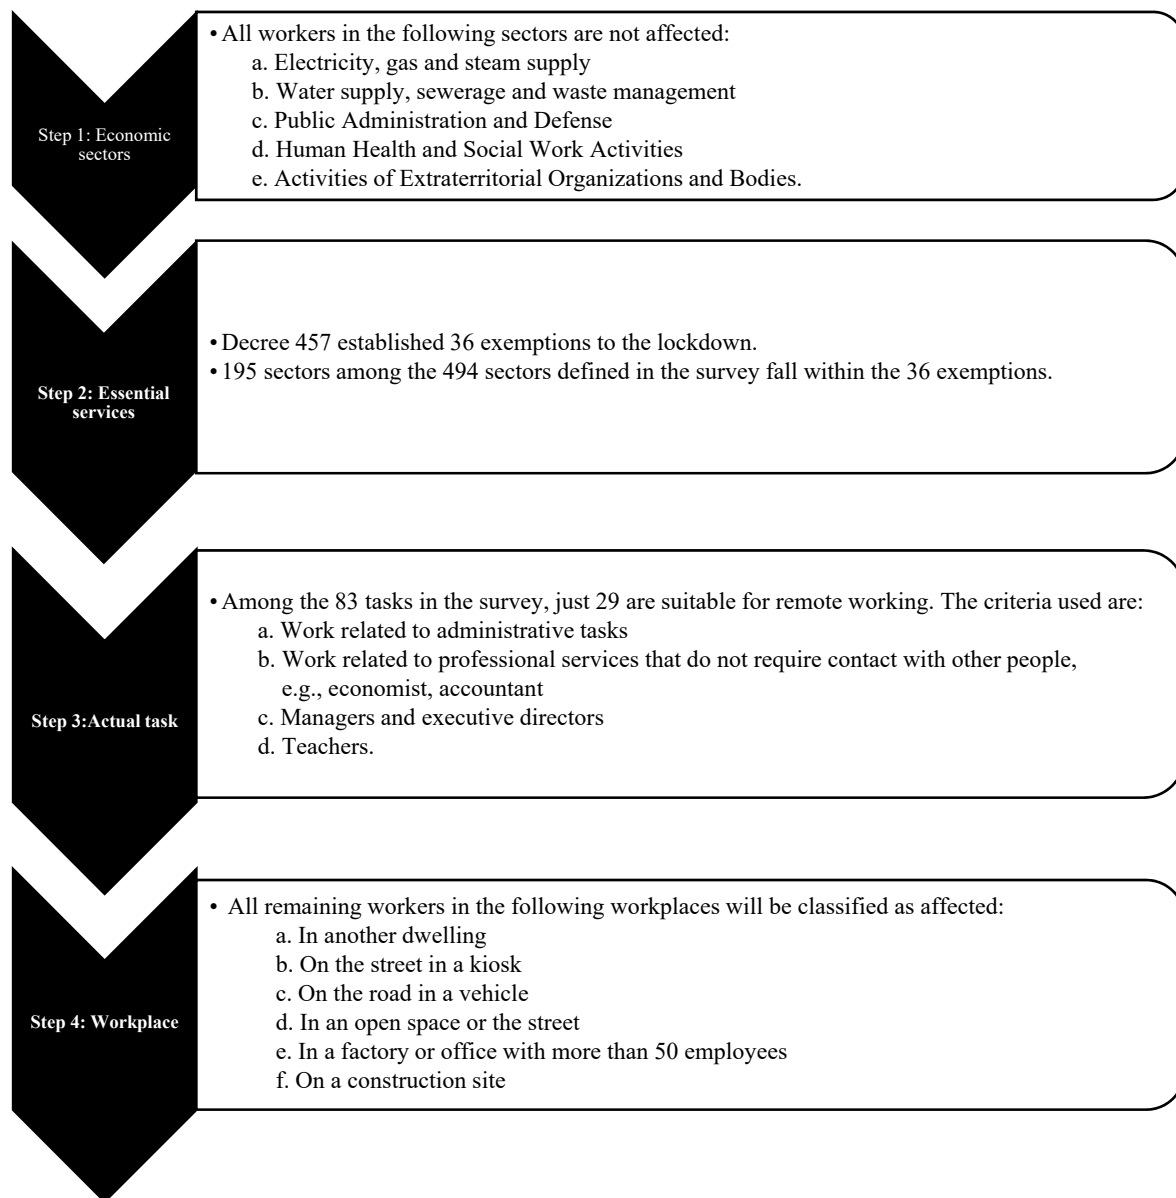 Step 1: Economic
sectors
• All workers in the following sectors are not affected:
a. Electricity, gas and steam supply
b. Water supply, sewerage and waste management
c. Public Administration and Defense
d. Human Health and Social Work Activities
e. Activities of Extraterritorial Organizations and Bodies.
Step 2: Essential
services
• Decree 457 established 36 exemptions to the lockdown.
• 195 sectors among the 494 sectors defined in the survey fall within the 36 exemptions.
Step 3:Actual task
• Among the 83 tasks in the survey, just 29 are suitable for remote working. The criteria used are:
a. Work related to administrative tasks
b. Work related to professional services that do not require contact with other people,
e.g., economist, accountant
c. Managers and executive directors
d. Teachers.
Step 4: Workplace
• All remaining workers in the following workplaces will be classified as affected:
a. In another dwelling
b. On the street in a kiosk
c. On the road in a vehicle
d. In an open space or the street
e. In a factory or office with more than 50 employees
f. On a construction site